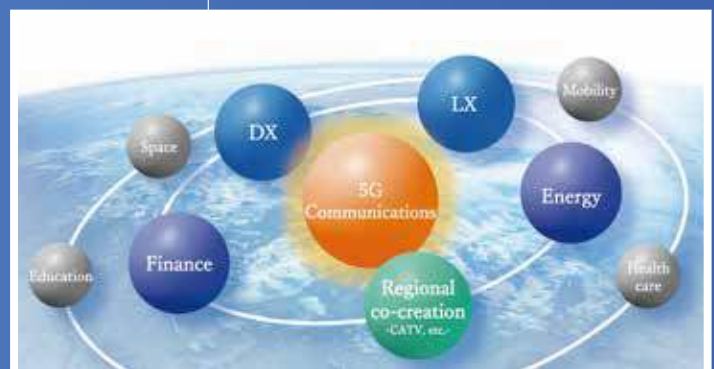 LX
Mobility
DX
Space
5G
Communications
Energy
Finance
Education
Health
care
Regional
co-creation
-CATV, etc.-